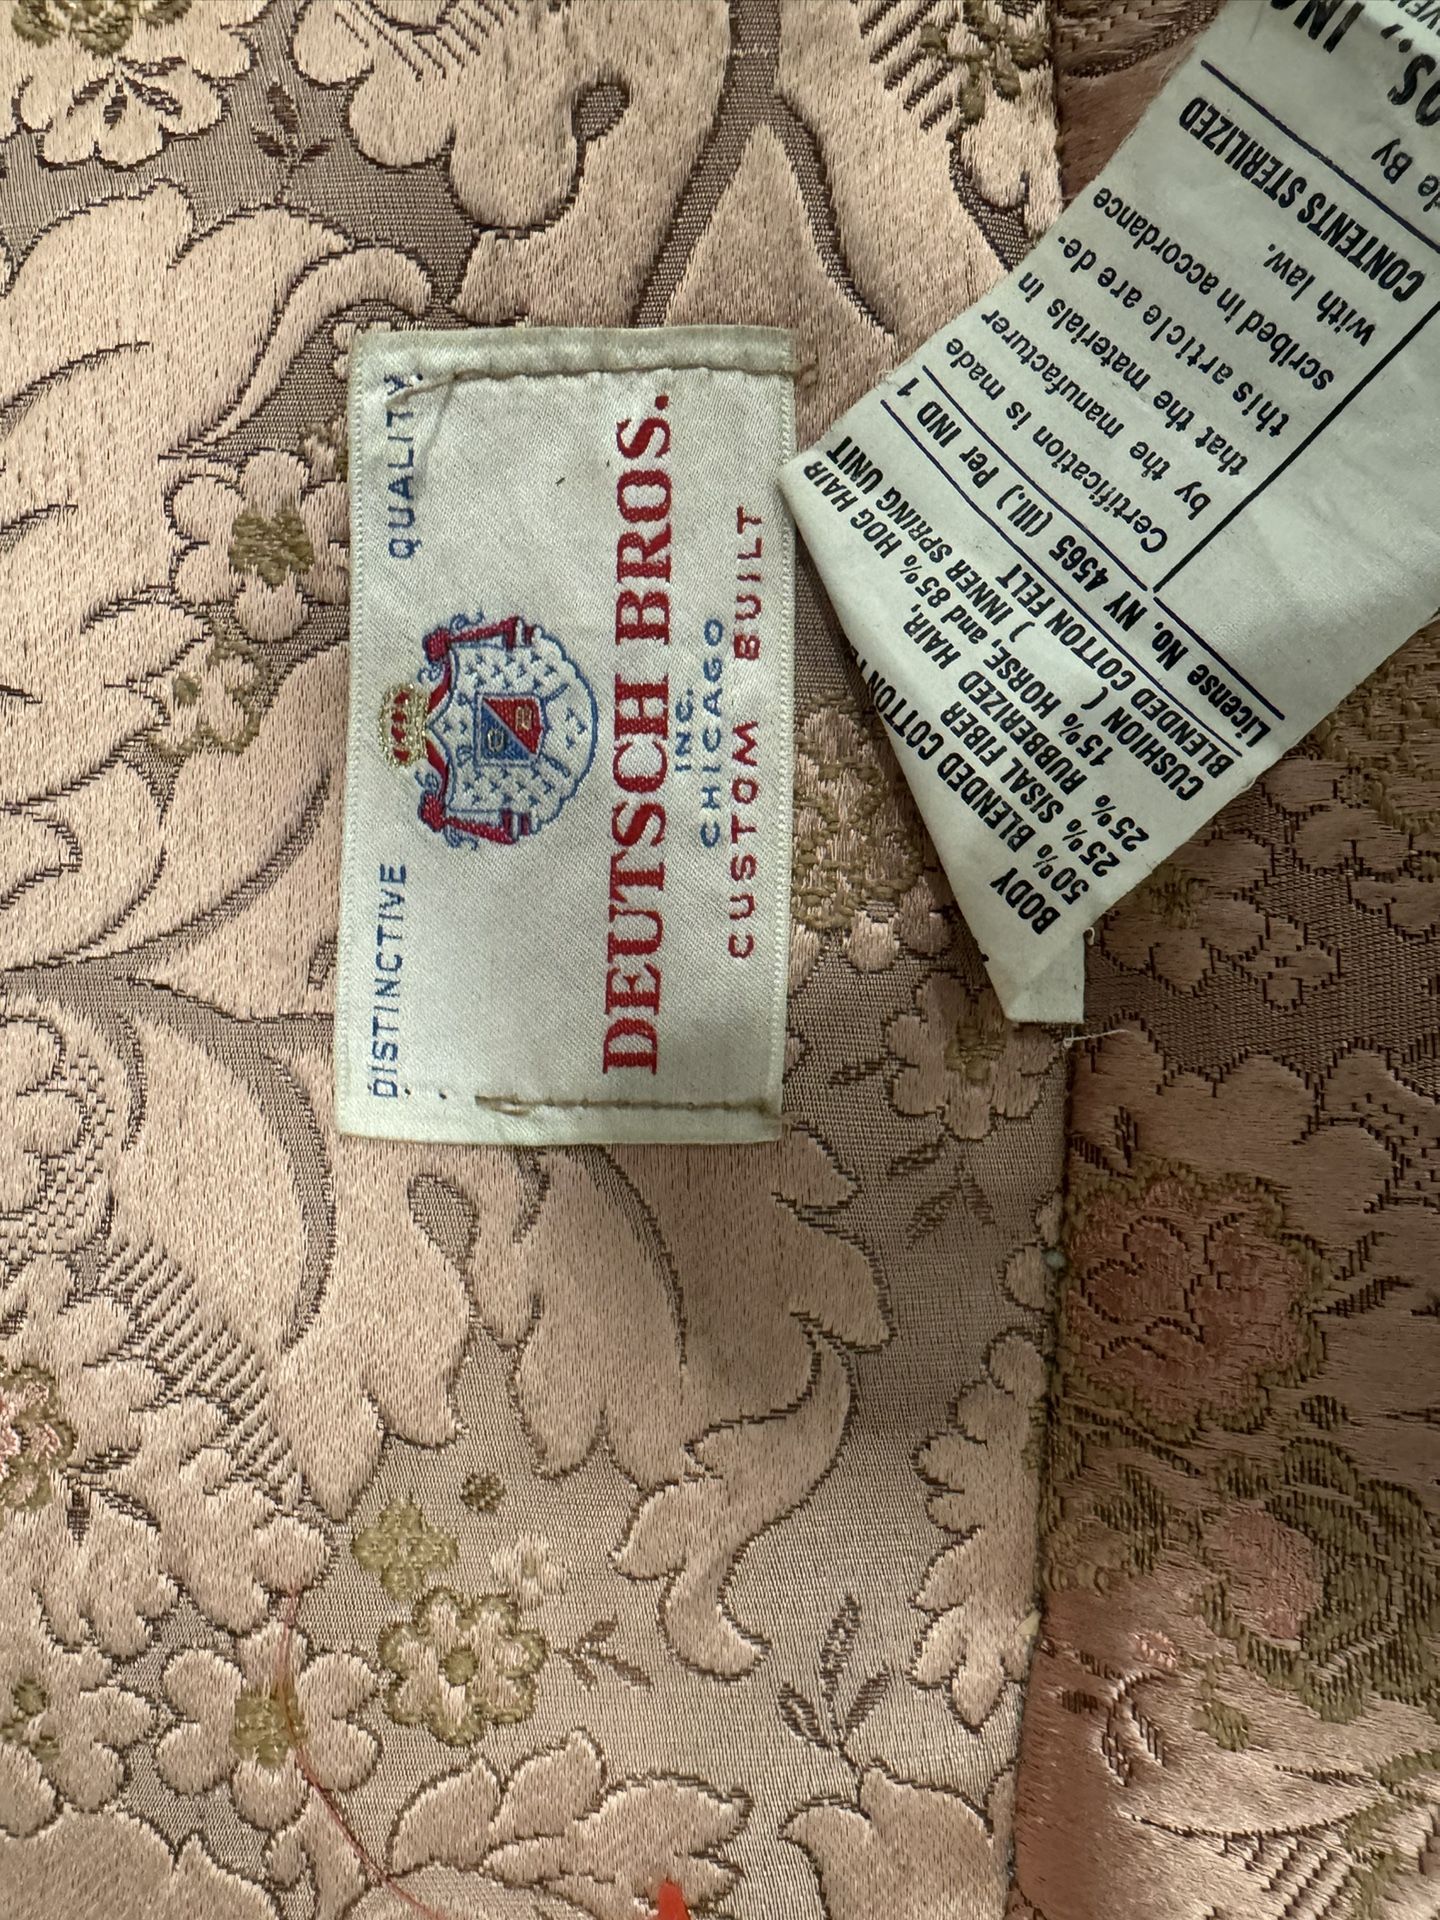 DISTINCTIVE QUALITY
DEUTSCH BROS.
INC.
CHICAGO
CUSTOM BUILT
BODY
50% BLENDED COTTON
25% SISAL FIBER
25% RUBBERIZED HAIR,
15% HORSE, and 85% HOG HAIR
CUSHION ( ) INNER SPRING UNIT
BLENDED COTTON FELT
License No. NY 4565 (Ill.) Per IND 1
Certification is made
by the manufacturer
that the materials in
this article are de-
scribed in accordance
with law.
CONTENTS STERILIZED
By
OS., INC